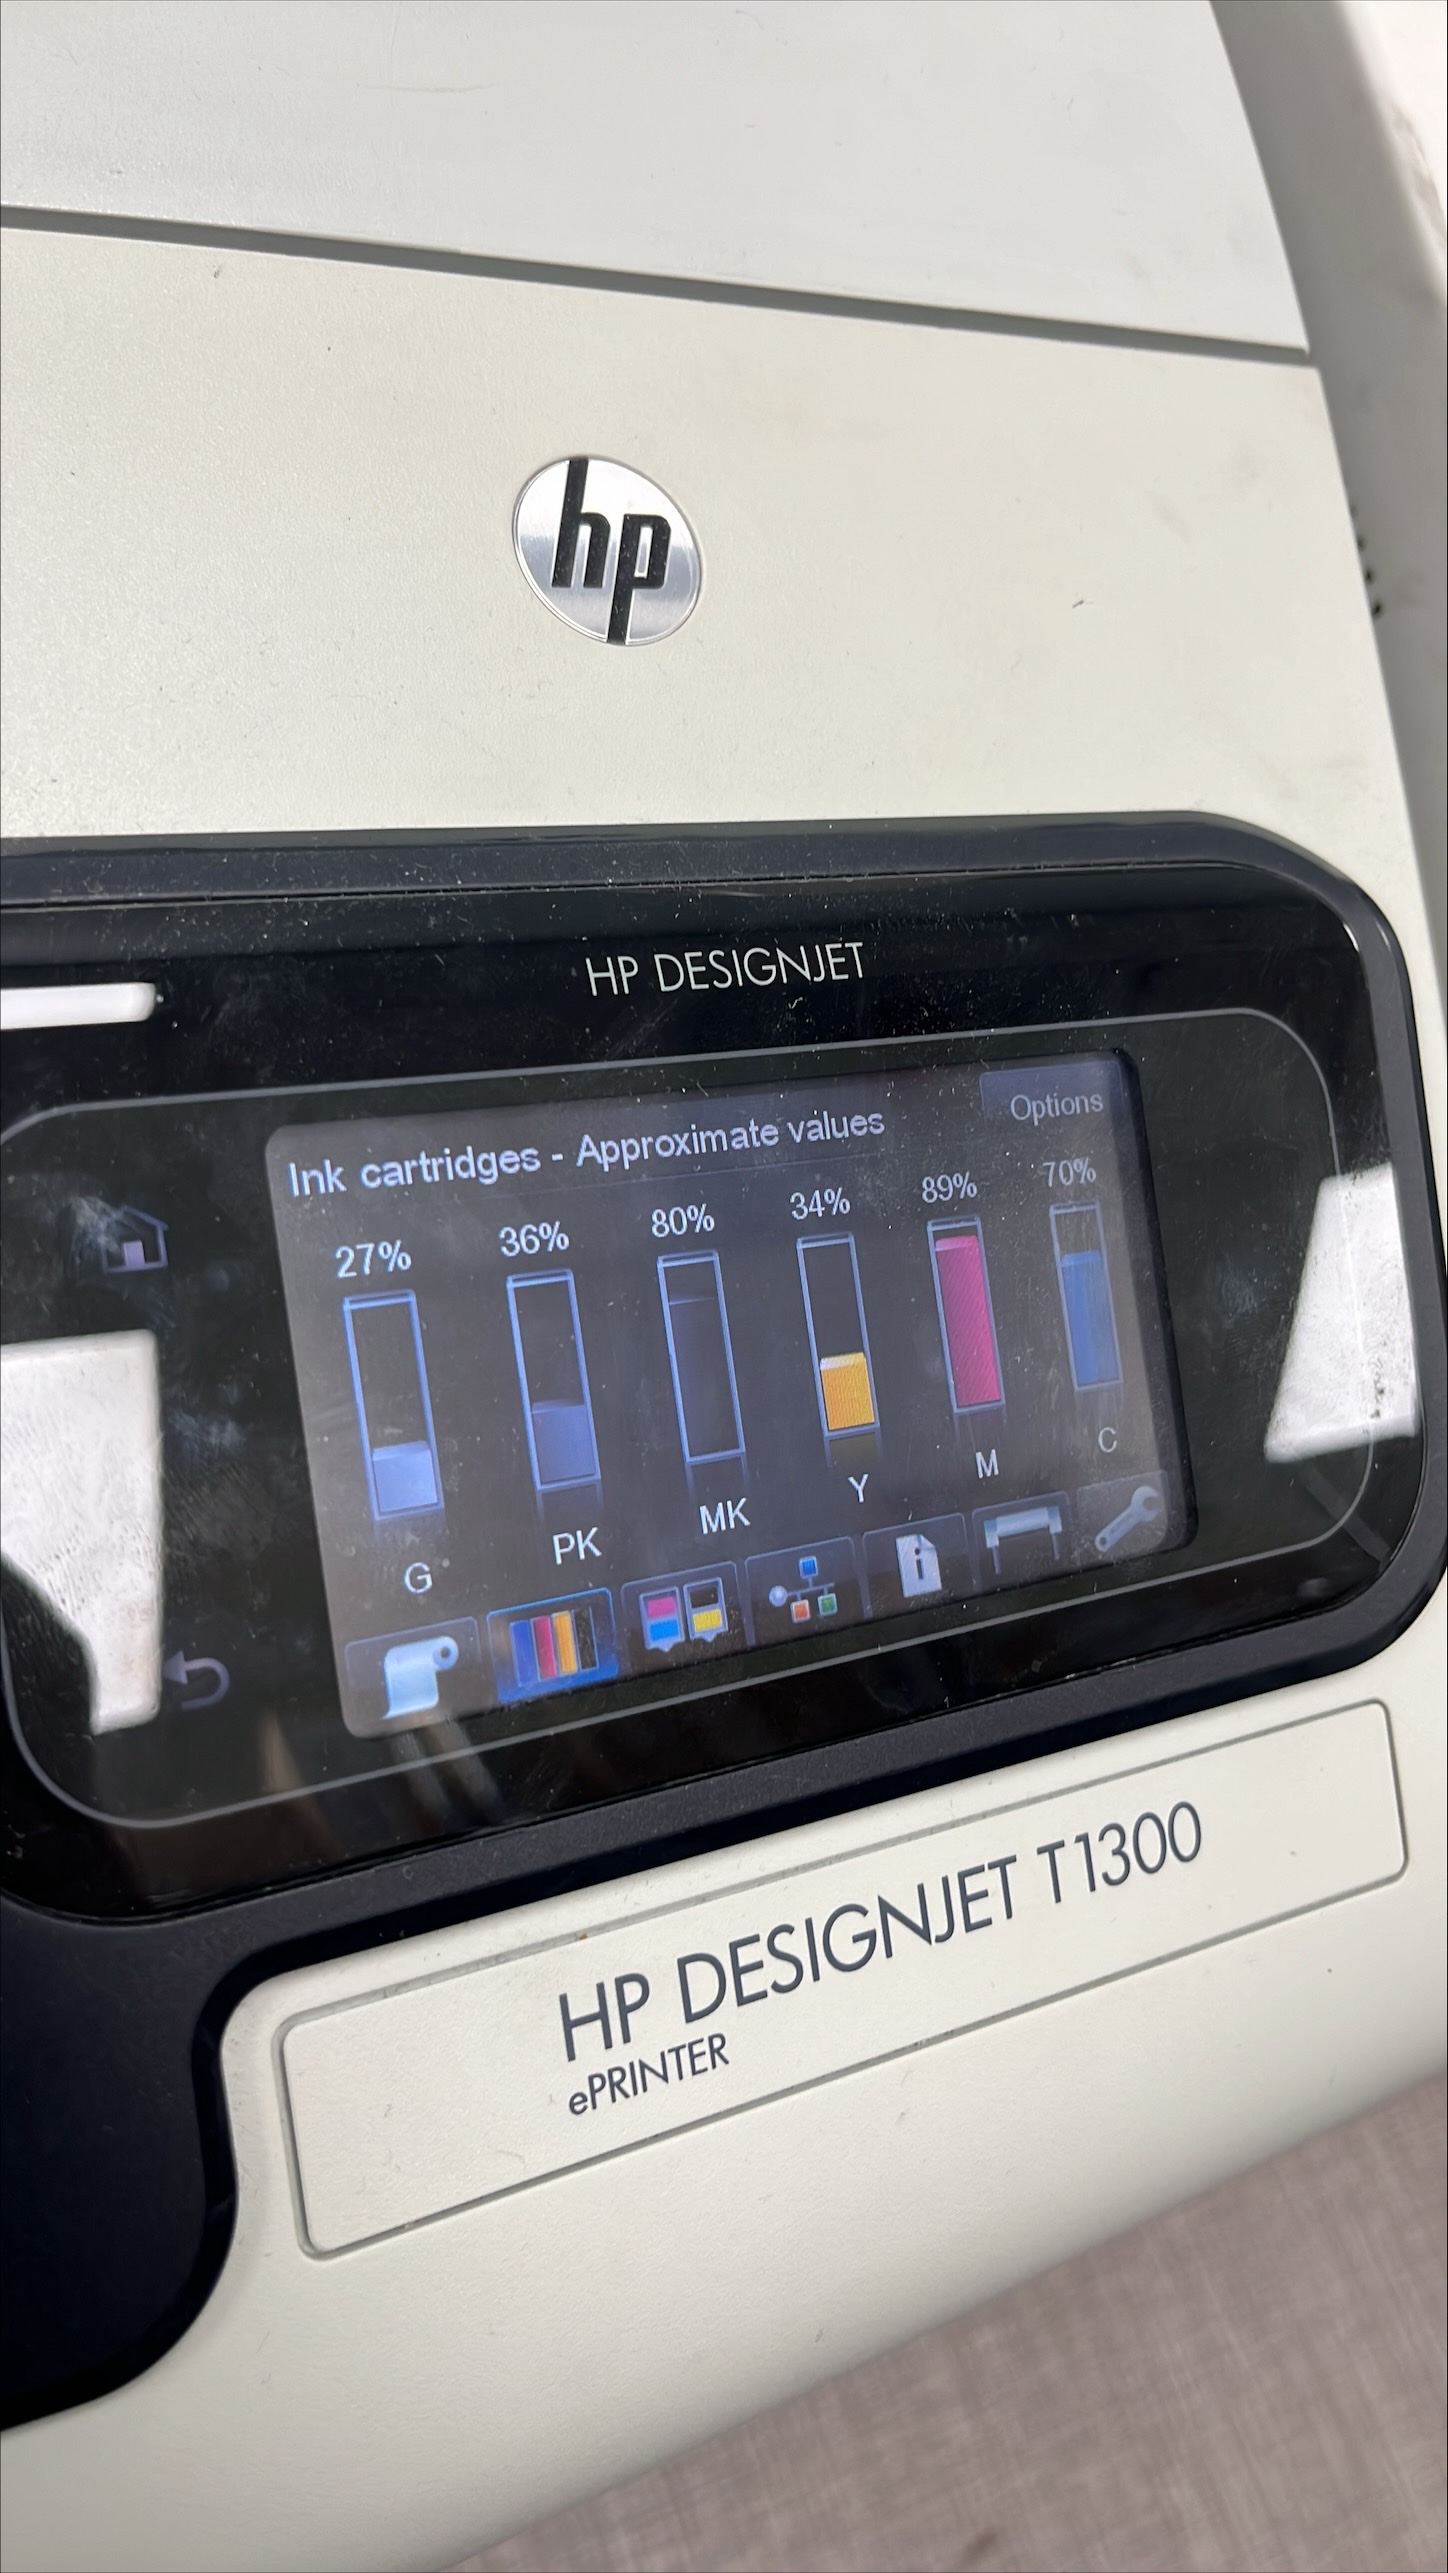 hp
HP DESIGNJET
Options
Ink cartridges - Approximate values
27% 36% 80% 34% 89% 70%
G PK MK Y M C
i
HP DESIGNJET T1300
ePRINTER